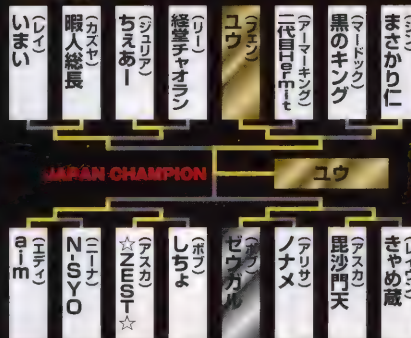 まさかり仁
(マードック)
黒のキング
(アーマーキング)
二代目Hermit
(フェン)
ユウ
(リー)
経堂チャオラン
(ジュリア)
ちぇあー
(カズヤ)
暇人総長
(レイ)
いまい
JAPAN CHAMPION
ユウ
きゃめ蔵
(アスカ)
毘沙門天
(アリサ)
ノナメ
(ボブ)
ゼウガル
(ボブ)
しちょ
(アスカ)
☆ZEST☆
(ニーナ)
N-SYO
(エディ)
aim